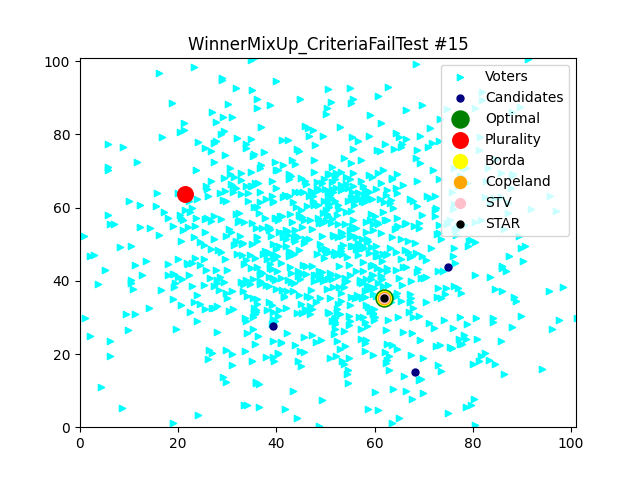 WinnerMixUp_CriteriaFailTest #15
100
80
60
40
20
0
0
20
40
60
80
100
Voters
Candidates
Optimal
Plurality
Borda
Copeland
STV
STAR